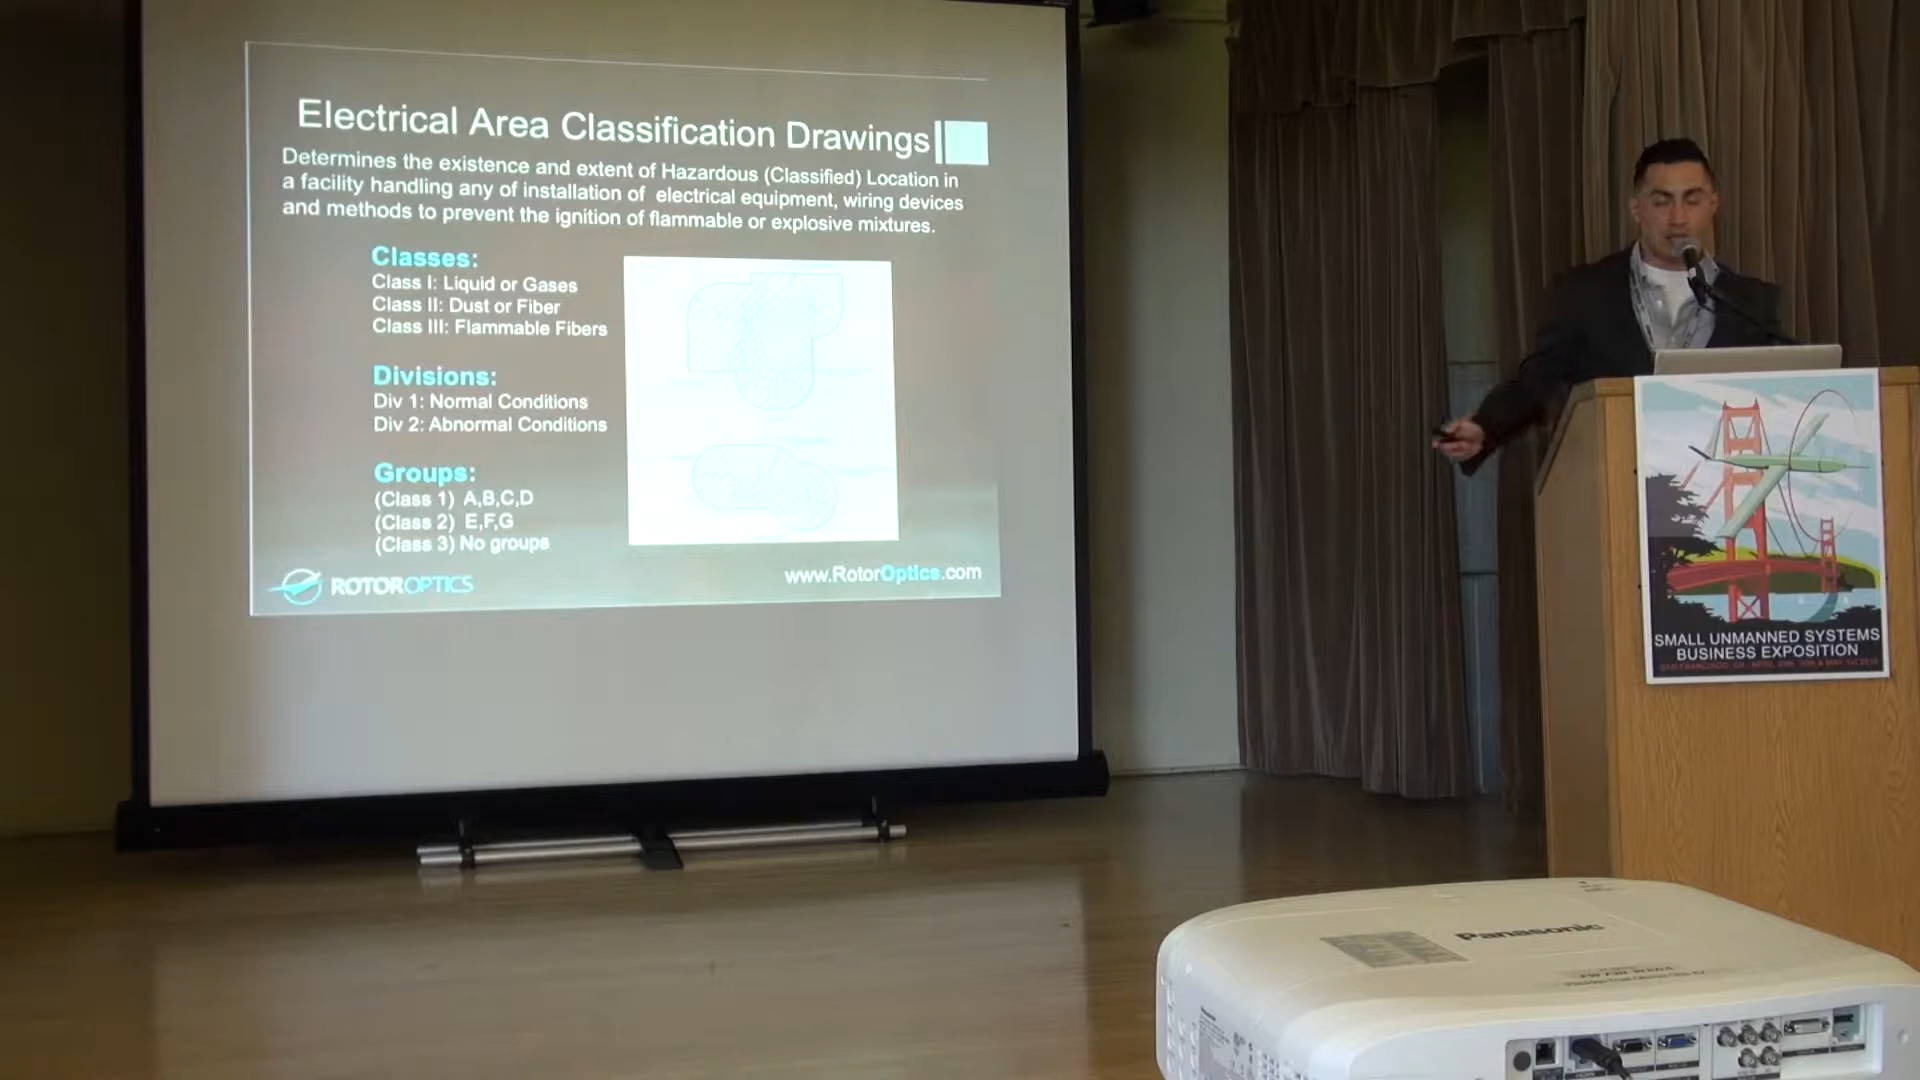 Electrical Area Classification Drawings
Determines the existence and extent of Hazardous (Classified) Location in
a facility handling any of installation of electrical equipment, wiring devices
and methods to prevent the ignition of flammable or explosive mixtures.
Classes:
Class I: Liquid or Gases
Class II: Dust or Fiber
Class III: Flammable Fibers
Divisions:
Div 1: Normal Conditions
Div 2: Abnormal Conditions
Groups:
(Class 1) A,B,C,D
(Class 2) E,F,G
(Class 3) No groups
ROTOROPTICS
www.RotorOptics.com
SMALL UNMANNED SYSTEMS
BUSINESS EXPOSITION
Panasonic